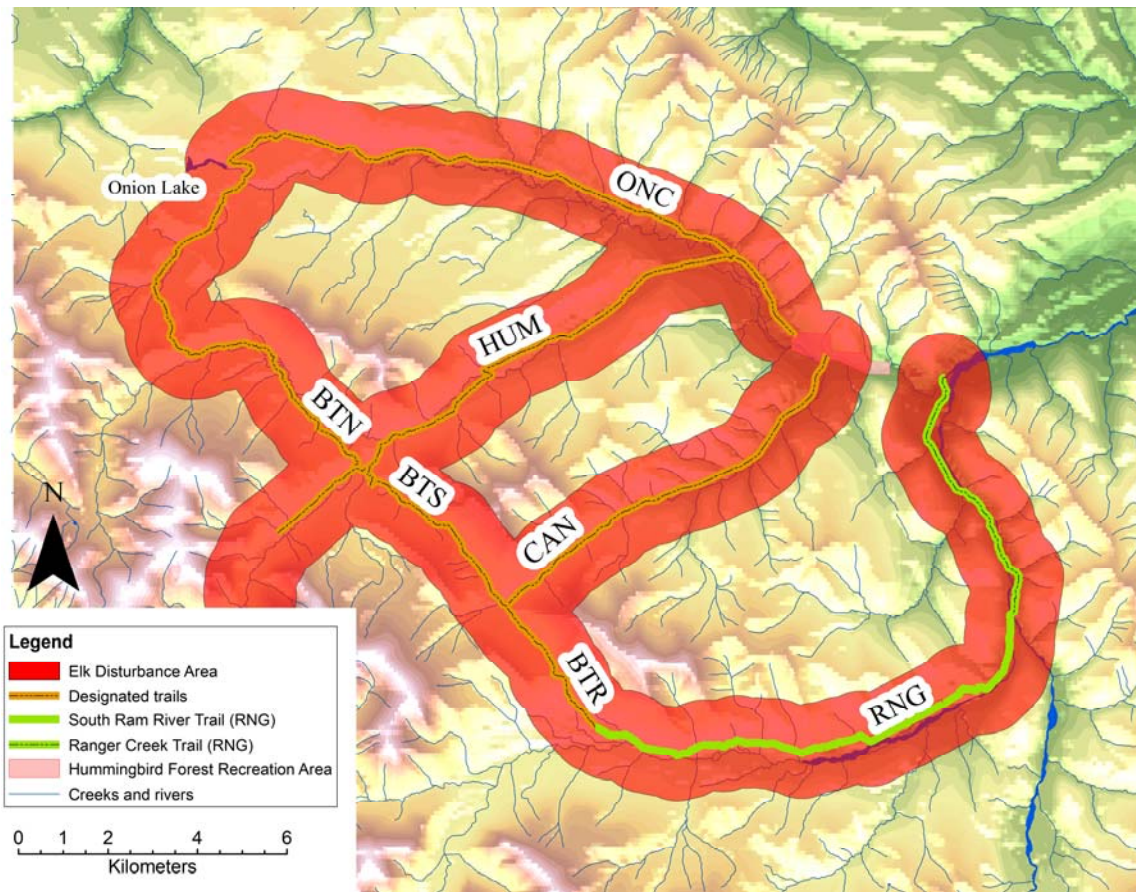 ONC
Onion Lake
HUM
BTN
BTS
CAN
N
BTR
RNG
Legend
Elk Disturbance Area
Designated trails
South Ram River Trail (RNG)
Ranger Creek Trail (RNG)
Hummingbird Forest Recreation Area
Creeks and rivers
0 1 2 4 6
Kilometers